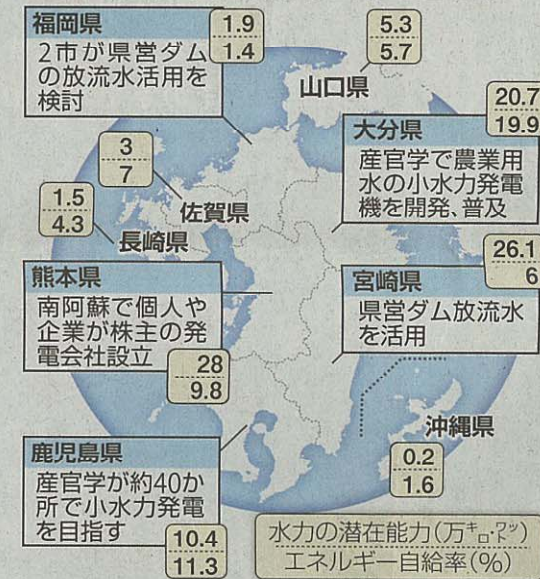 福岡県
2市が県営ダム
の放流水活用を
検討
1.9
1.4
5.3
5.7
山口県
20.7
19.9
大分県
産官学で農業用
水の小水力発電
機を開発、普及
3
7
佐賀県
1.5
4.3
長崎県
熊本県
南阿蘇で個人や
企業が株主の発
電会社設立
28
9.8
26.1
6
宮崎県
県営ダム放流水
を活用
沖縄県
0.2
1.6
鹿児島県
産官学が約40か
所で小水力発電
を目指す
10.4
11.3
水力の潜在能力(万キロ・ワッ)
エネルギー自給率(%)